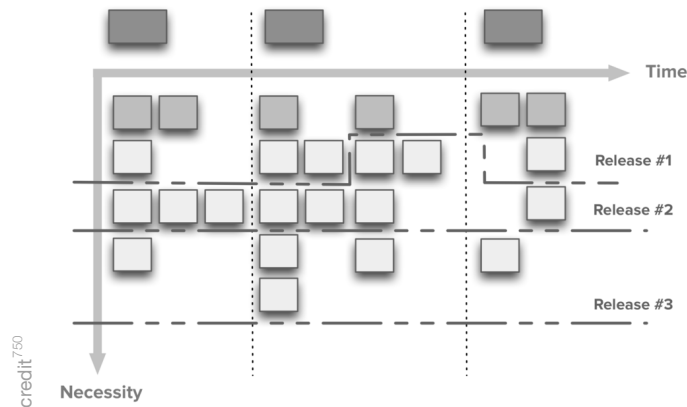 Time
Release #1
Release #2
Release #3
Necessity
credit750